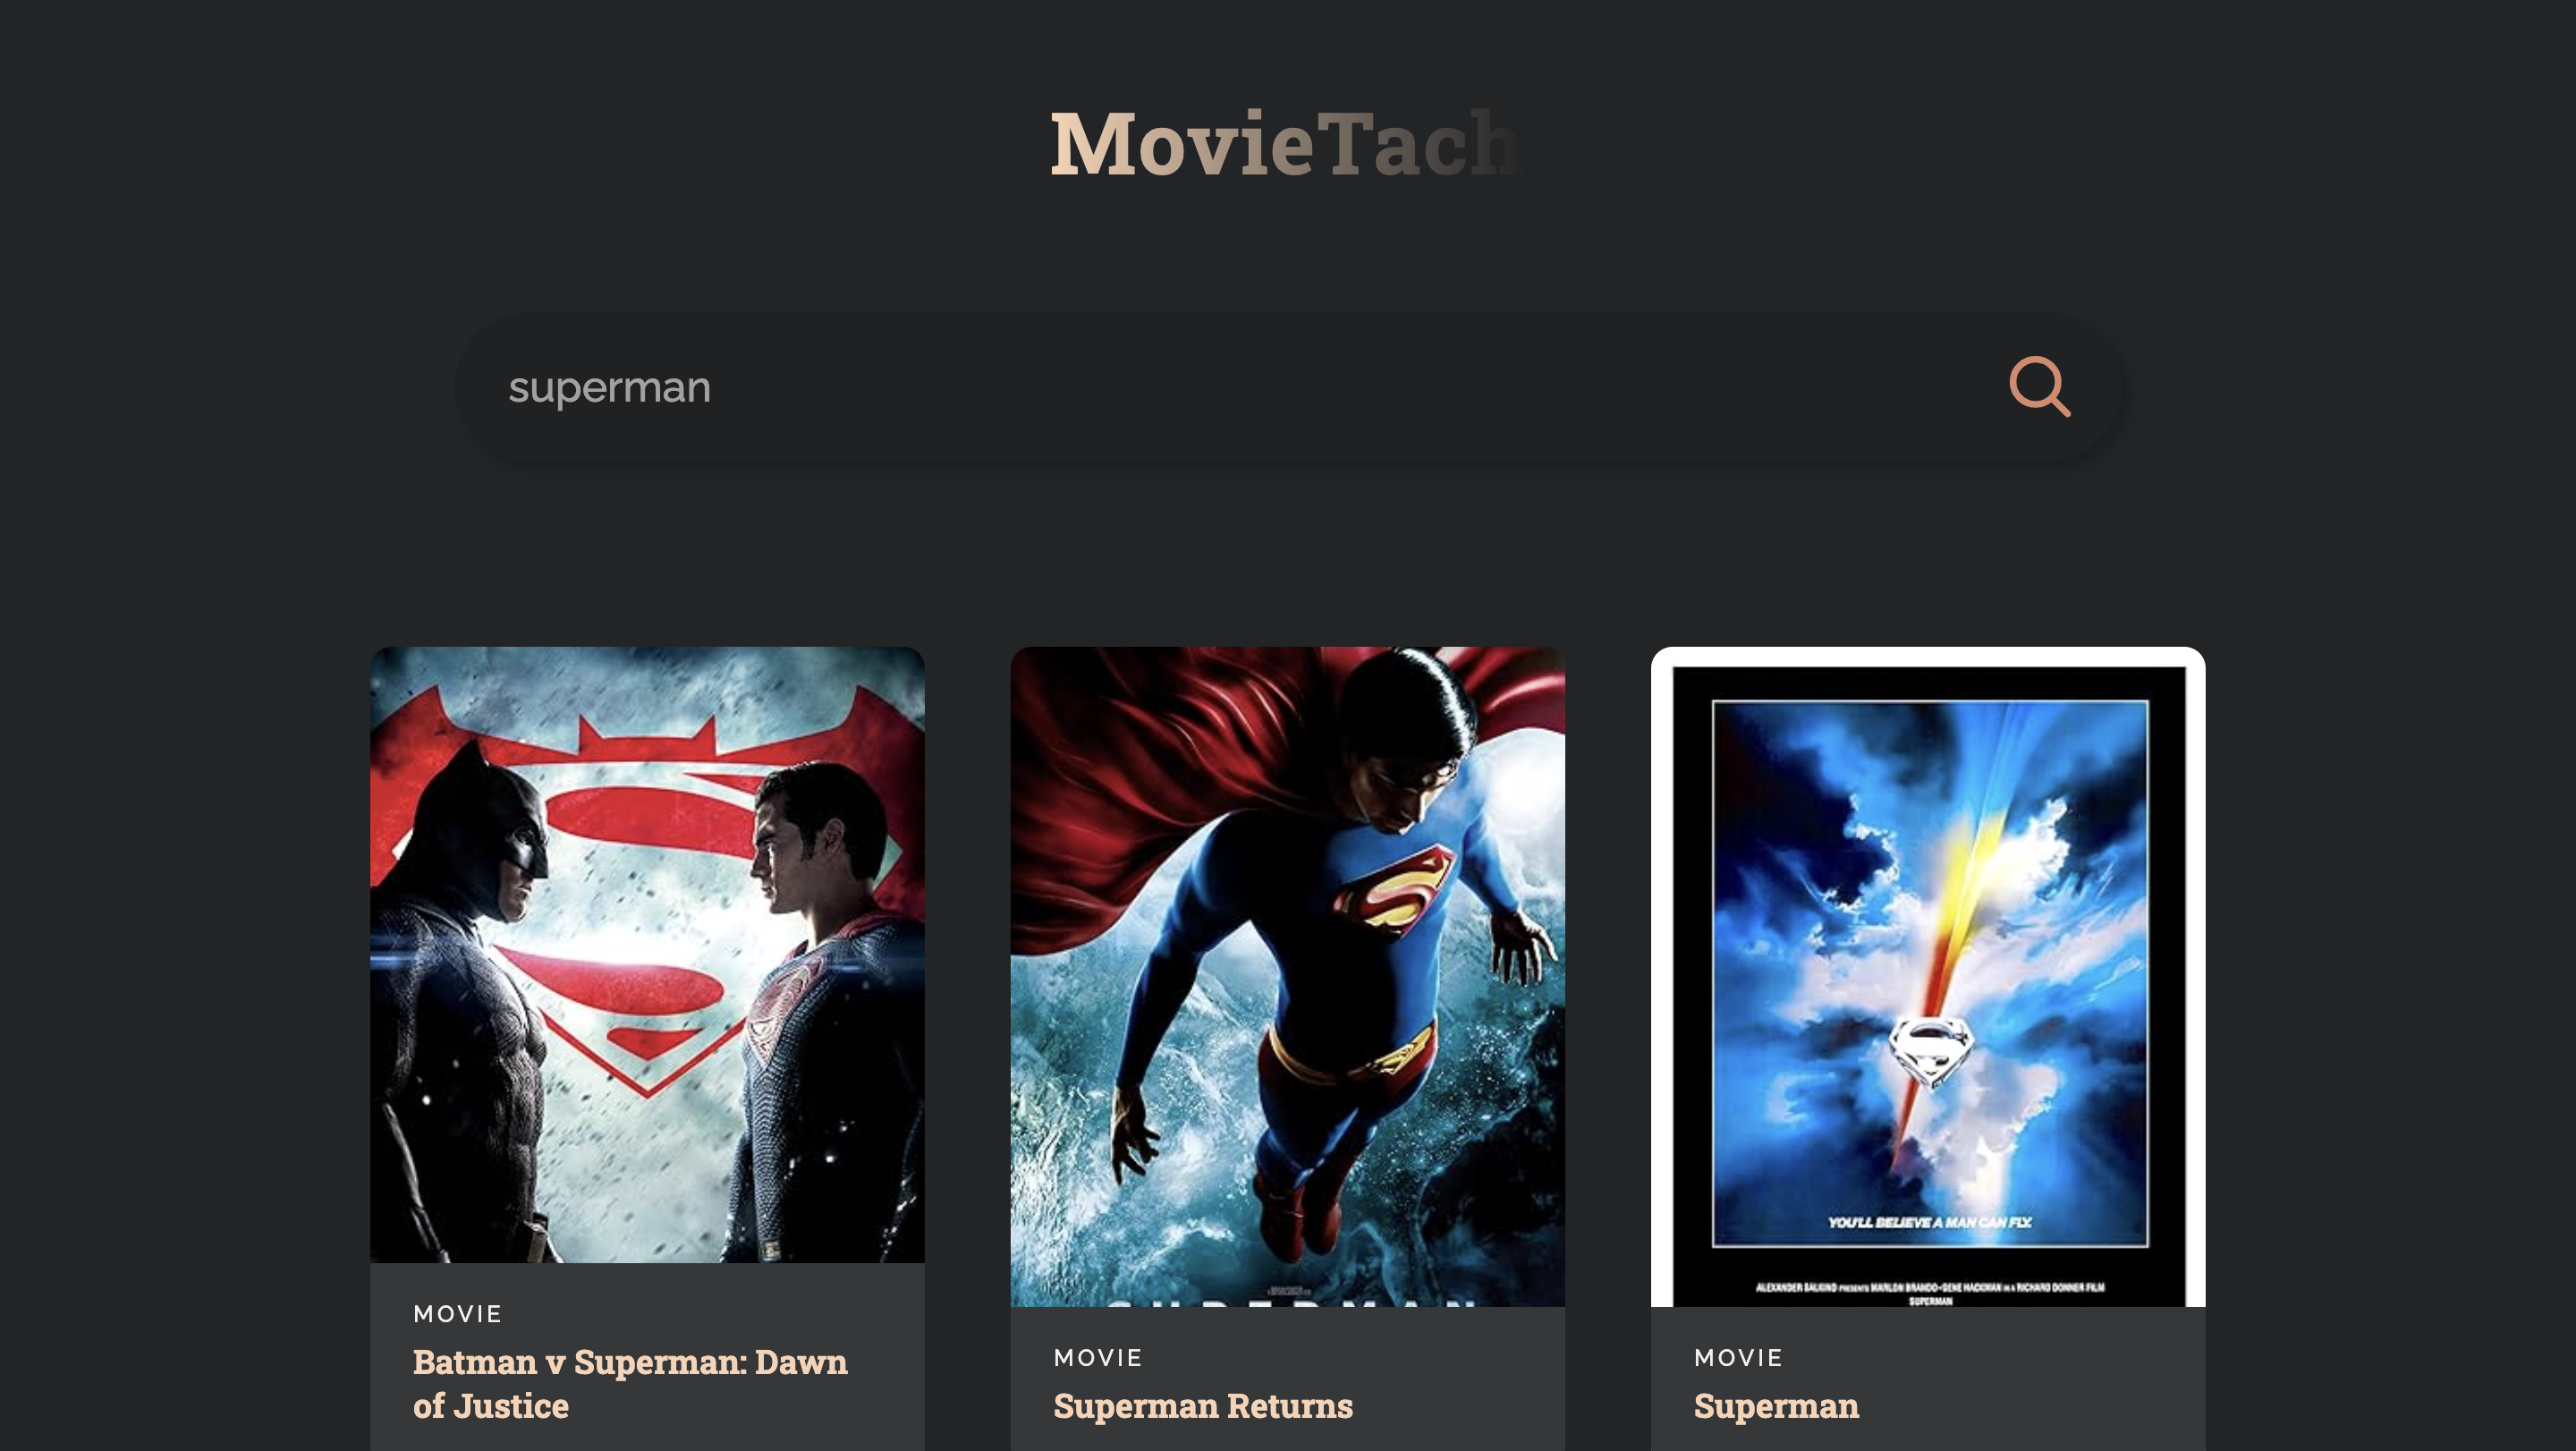 MovieTach
superman
YOU'LL BELIEVE A MAN CAN FLY.
ALEXANDER SALKIND PRESENTS MARLON BRANDO · GENE HACKMAN IN A RICHARD DONNER FILM
SUPERMAN
MOVIE
Batman v Superman: Dawn
of Justice
SUPERMAN
MOVIE
Superman Returns
MOVIE
Superman